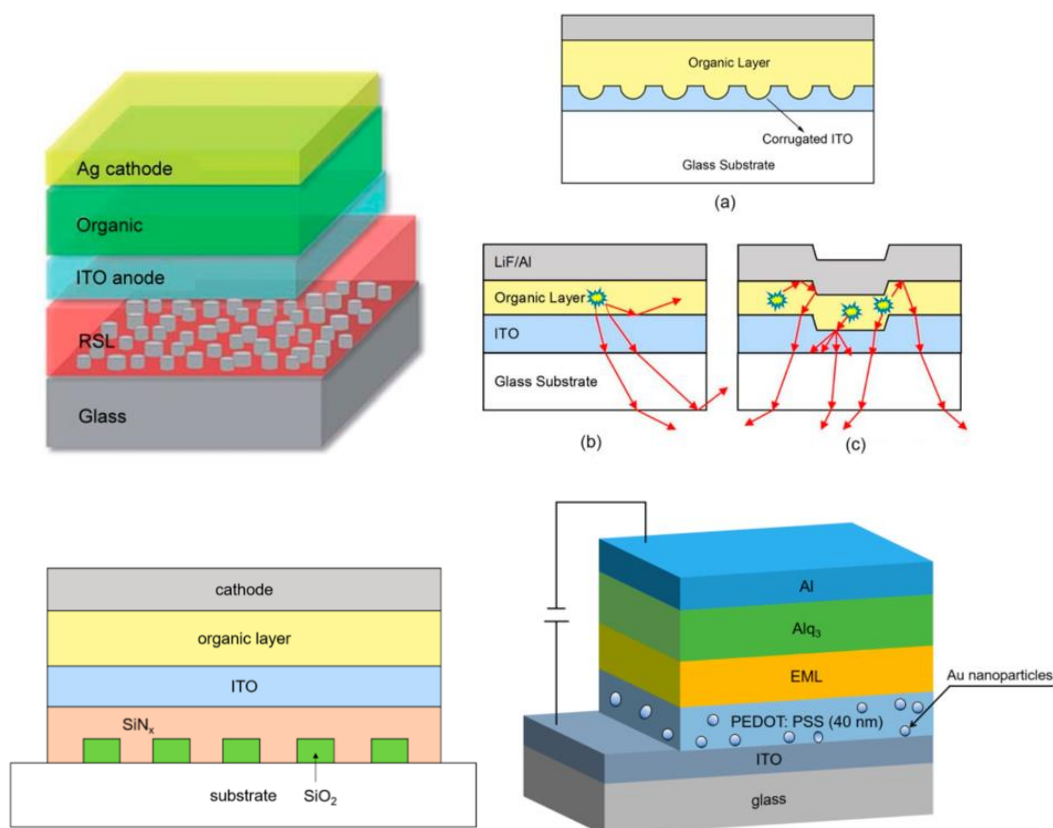 Ag cathode
Organic
ITO anode
RSL
Glass
Organic Layer
Corrugated ITO
Glass Substrate
(a)
LiF/Al
Organic Layer
ITO
Glass Substrate
(b)
(c)
cathode
organic layer
ITO
SiNₓ
substrate
SiO₂
Al
Alq₃
EML
Au nanoparticles
PEDOT: PSS (40 nm)
ITO
glass